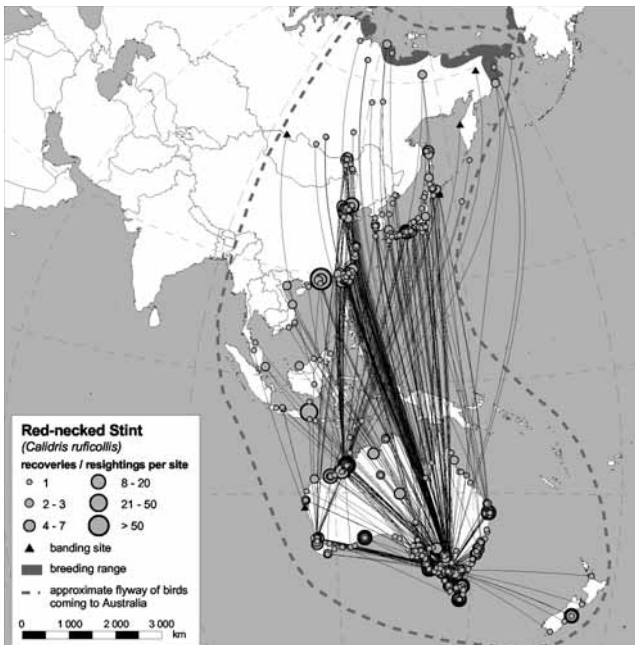 Red-necked Stint
(Calidris ruficollis)
recoveries / resightings per site
1 8 - 20
2 - 3 21 - 50
4 - 7 > 50
banding site
breeding range
approximate flyway of birds
coming to Australia
0 1 000 2 000 3 000
km